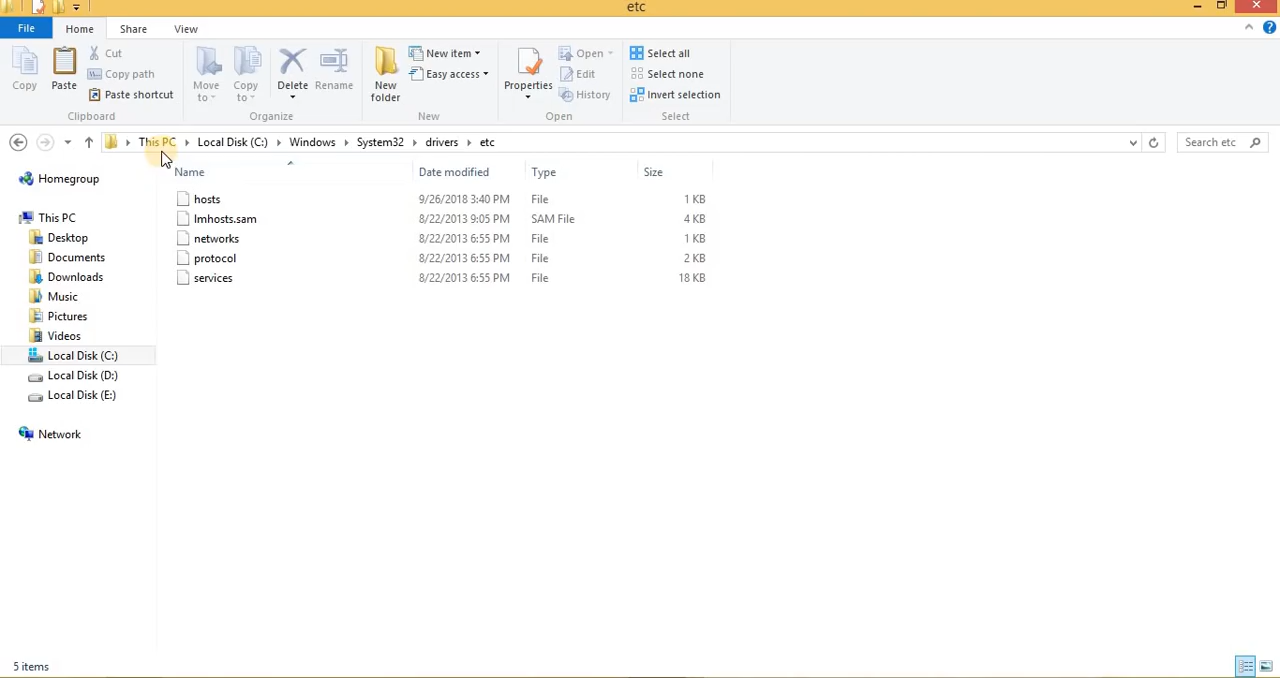 etc
File Home Share View
Copy Paste Cut Copy path Paste shortcut Move to Copy to Delete Rename New folder New item Easy access Properties Open Edit History Select all Select none Invert selection
Clipboard Organize New Open Select
This PC Local Disk (C:) Windows System32 drivers etc Search etc
Name Date modified Type Size
Homegroup
This PC
Desktop
Documents
Downloads
Music
Pictures
Videos
Local Disk (C:)
Local Disk (D:)
Local Disk (E:)
Network
hosts 9/26/2018 3:40 PM File 1 KB
lmhosts.sam 8/22/2013 9:05 PM SAM File 4 KB
networks 8/22/2013 6:55 PM File 1 KB
protocol 8/22/2013 6:55 PM File 2 KB
services 8/22/2013 6:55 PM File 18 KB
5 items